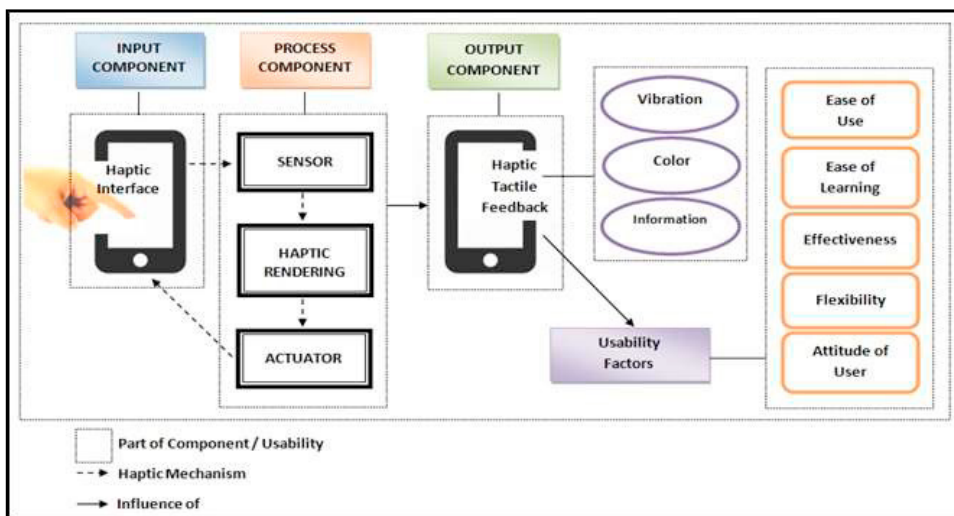 INPUT
COMPONENT
PROCESS
COMPONENT
OUTPUT
COMPONENT
Haptic
Interface
SENSOR
HAPTIC
RENDERING
ACTUATOR
Haptic
Tactile
Feedback
Vibration
Color
Information
Usability
Factors
Ease of
Use
Ease of
Learning
Effectiveness
Flexibility
Attitude of
User
Part of Component / Usability
Haptic Mechanism
Influence of